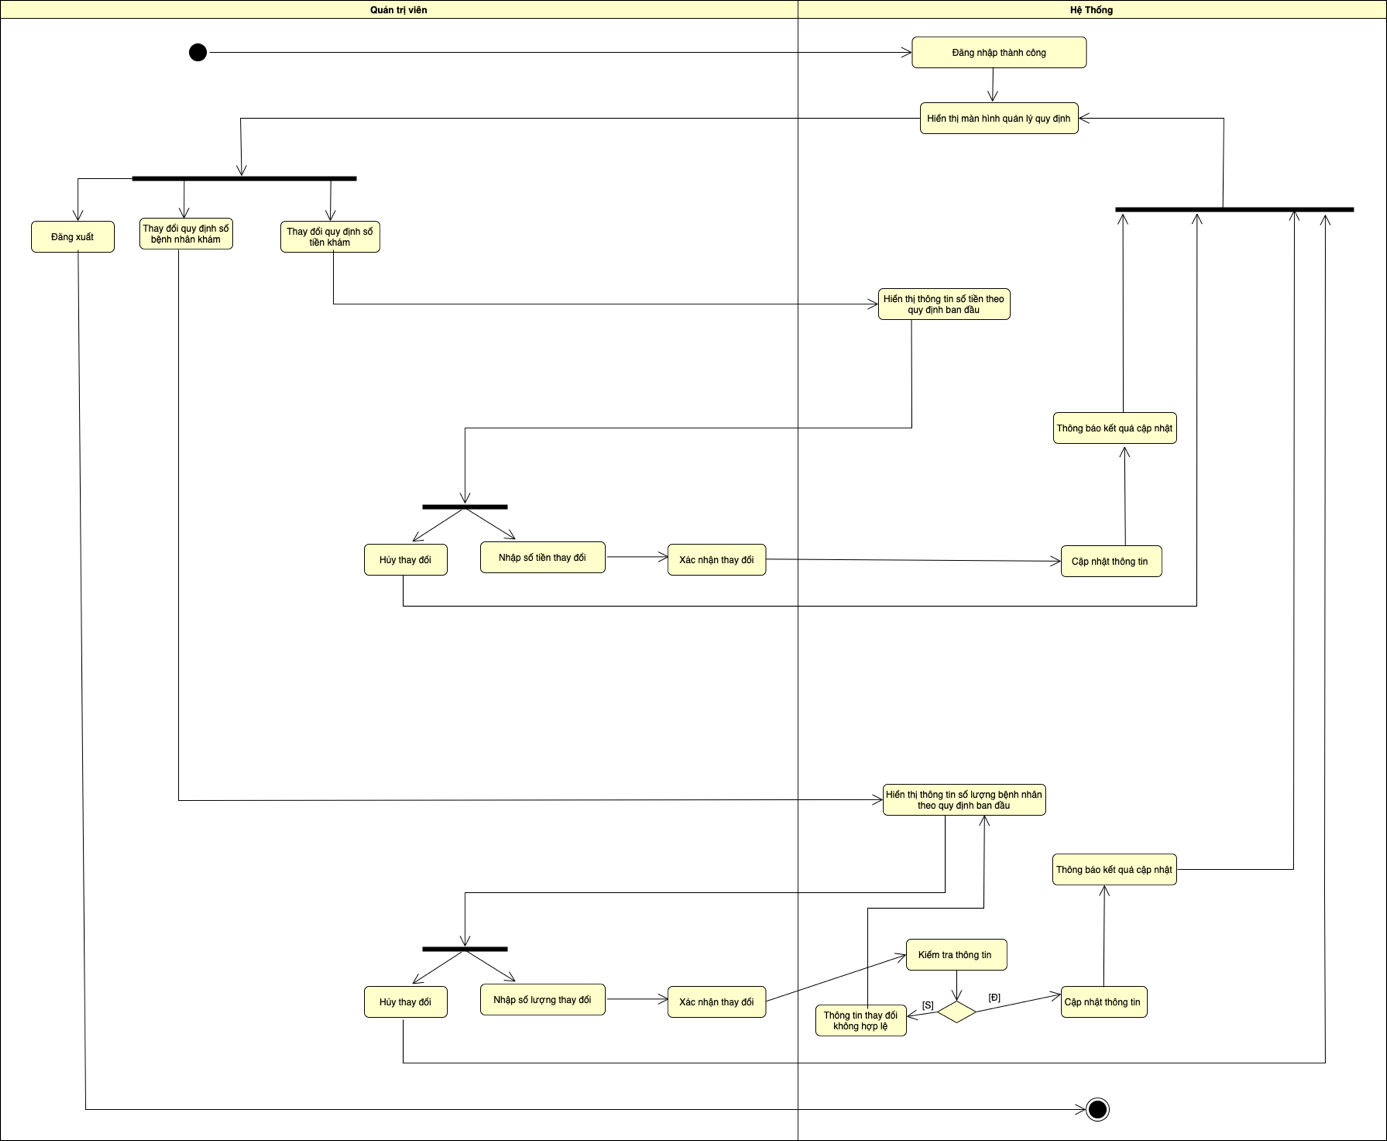 Quản trị viên
Hệ Thống
Đăng nhập thành công
Hiển thị màn hình quản lý quy định
Đăng xuất
Thay đổi quy định số
bệnh nhân khám
Thay đổi quy định số
tiền khám
Hiển thị thông tin số tiền theo
quy định ban đầu
Thông báo kết quả cập nhật
Hủy thay đổi
Nhập số tiền thay đổi
Xác nhận thay đổi
Cập nhật thông tin
Hiển thị thông tin số lượng bệnh nhân
theo quy định ban đầu
Thông báo kết quả cập nhật
Kiểm tra thông tin
Hủy thay đổi
Nhập số lượng thay đổi
Xác nhận thay đổi
[S]
[Đ]
Cập nhật thông tin
Thông tin thay đổi
không hợp lệ